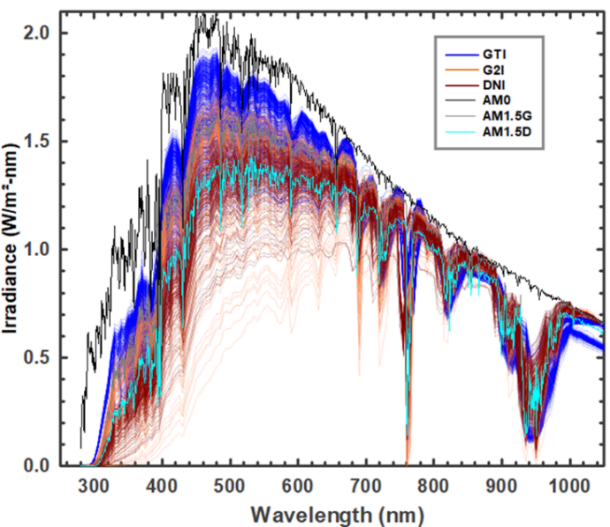 Irradiance (W/m²-nm)
2.0
1.5
1.0
0.5
0.0
GTI
G2I
DNI
AM0
AM1.5G
AM1.5D
300 400 500 600 700 800 900 1000
Wavelength (nm)